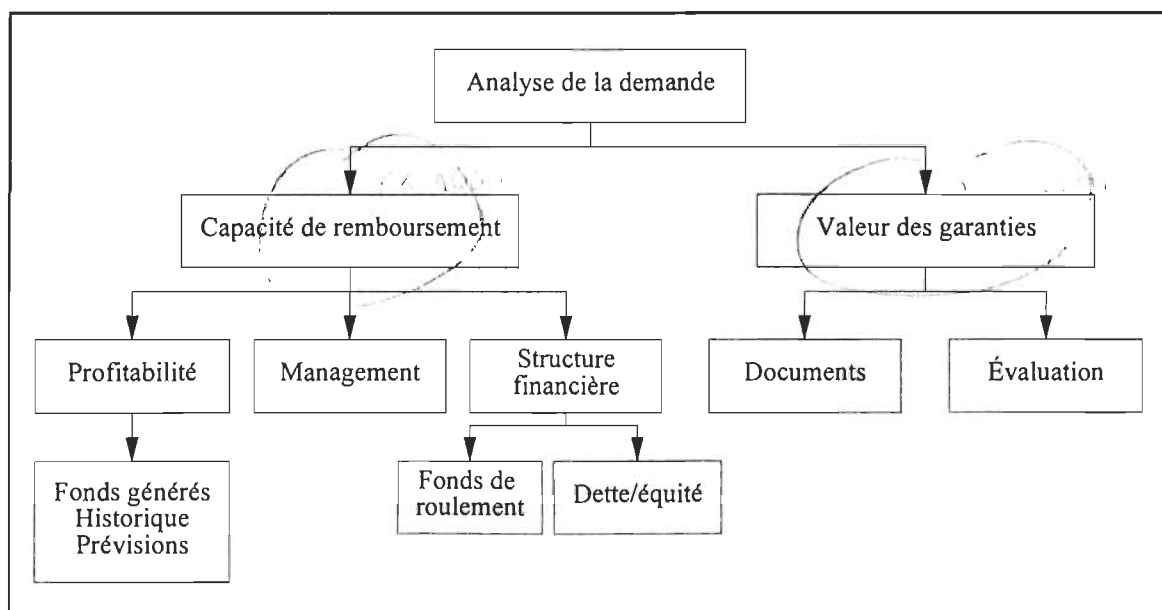 Analyse de la demande
Capacité de remboursement
Valeur des garanties
Profitabilité
Management
Structure
financière
Documents
Évaluation
Fonds générés
Historique
Prévisions
Fonds de
roulement
Dette/équité